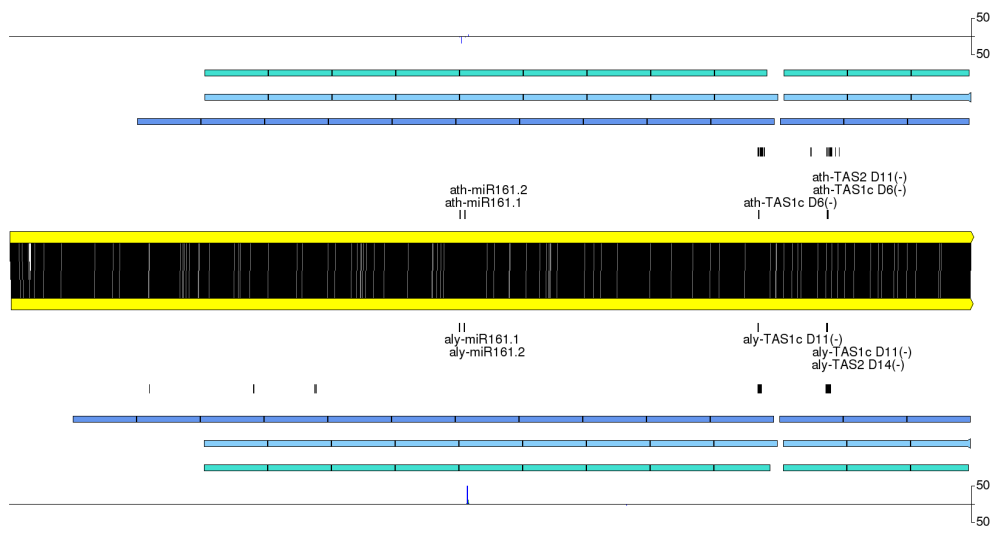 50
50
ath-TAS2 D11(-)
ath-miR161.2 ath-TAS1c D6(-)
ath-miR161.1 ath-TAS1c D6(-)
aly-miR161.1 aly-TAS1c D11(-)
aly-miR161.2 aly-TAS1c D11(-)
aly-TAS2 D14(-)
50
50